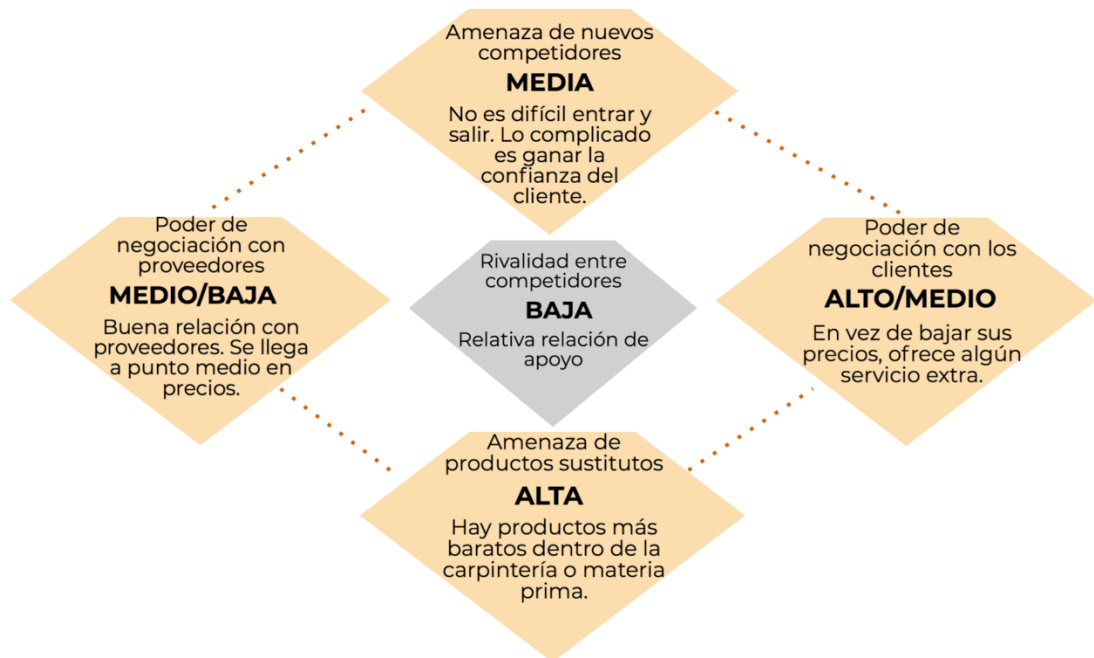 Amenaza de nuevos
competidores
MEDIA
No es difícil entrar y
salir. Lo complicado
es ganar la
confianza del
cliente.
Poder de
negociación con
proveedores
MEDIO/BAJA
Buena relación con
proveedores. Se llega
a punto medio en
precios.
Rivalidad entre
competidores
BAJA
Relativa relación de
apoyo
Poder de
negociación con los
clientes
ALTO/MEDIO
En vez de bajar sus
precios, ofrece algún
servicio extra.
Amenaza de
productos sustitutos
ALTA
Hay productos más
baratos dentro de la
carpintería o materia
prima.